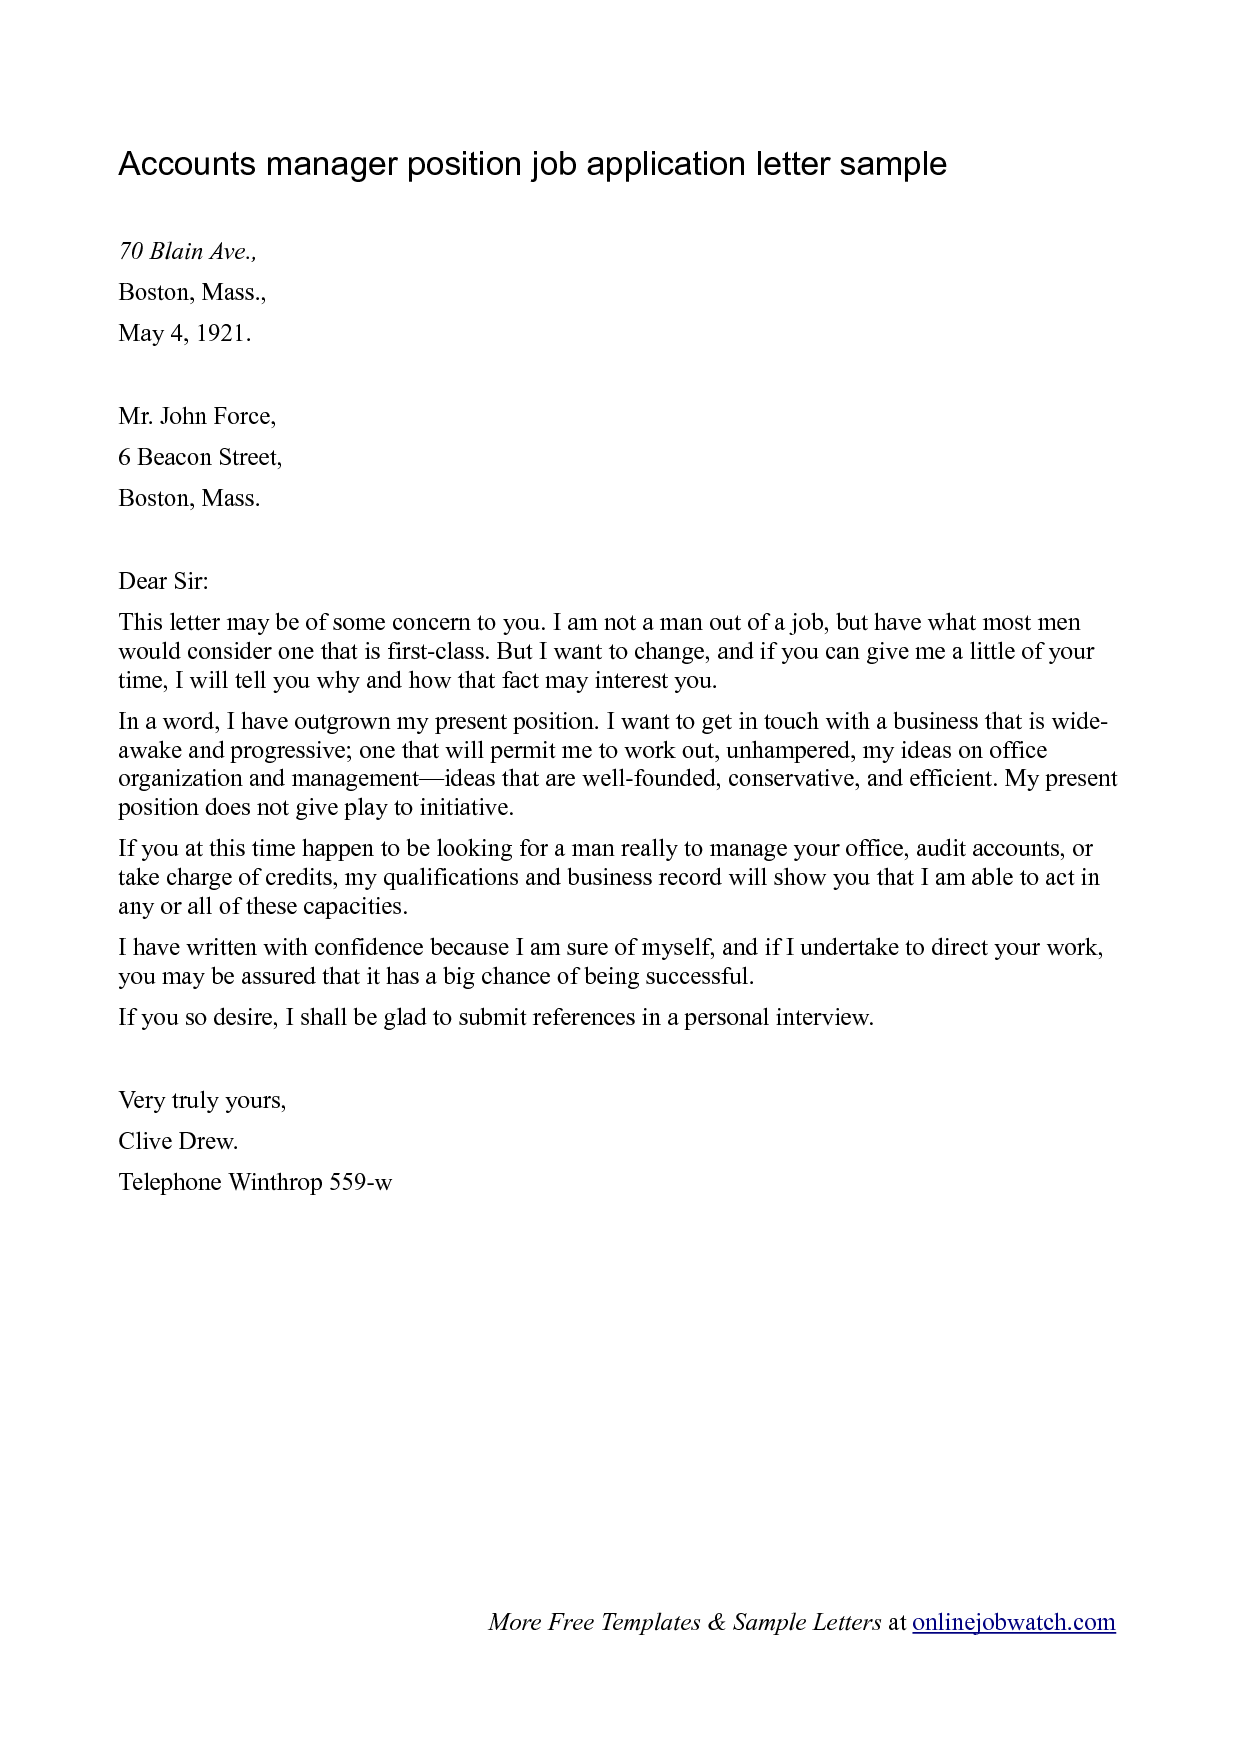 Accounts manager position job application letter sample
70 Blain Ave.,
Boston, Mass.,
May 4, 1921.
Mr. John Force,
6 Beacon Street,
Boston, Mass.
Dear Sir:
This letter may be of some concern to you. I am not a man out of a job, but have what most men
would consider one that is first-class. But I want to change, and if you can give me a little of your
time, I will tell you why and how that fact may interest you.
In a word, I have outgrown my present position. I want to get in touch with a business that is wide-
awake and progressive; one that will permit me to work out, unhampered, my ideas on office
organization and management—ideas that are well-founded, conservative, and efficient. My present
position does not give play to initiative.
If you at this time happen to be looking for a man really to manage your office, audit accounts, or
take charge of credits, my qualifications and business record will show you that I am able to act in
any or all of these capacities.
I have written with confidence because I am sure of myself, and if I undertake to direct your work,
you may be assured that it has a big chance of being successful.
If you so desire, I shall be glad to submit references in a personal interview.
Very truly yours,
Clive Drew.
Telephone Winthrop 559-w
More Free Templates & Sample Letters at onlinejobwatch.com